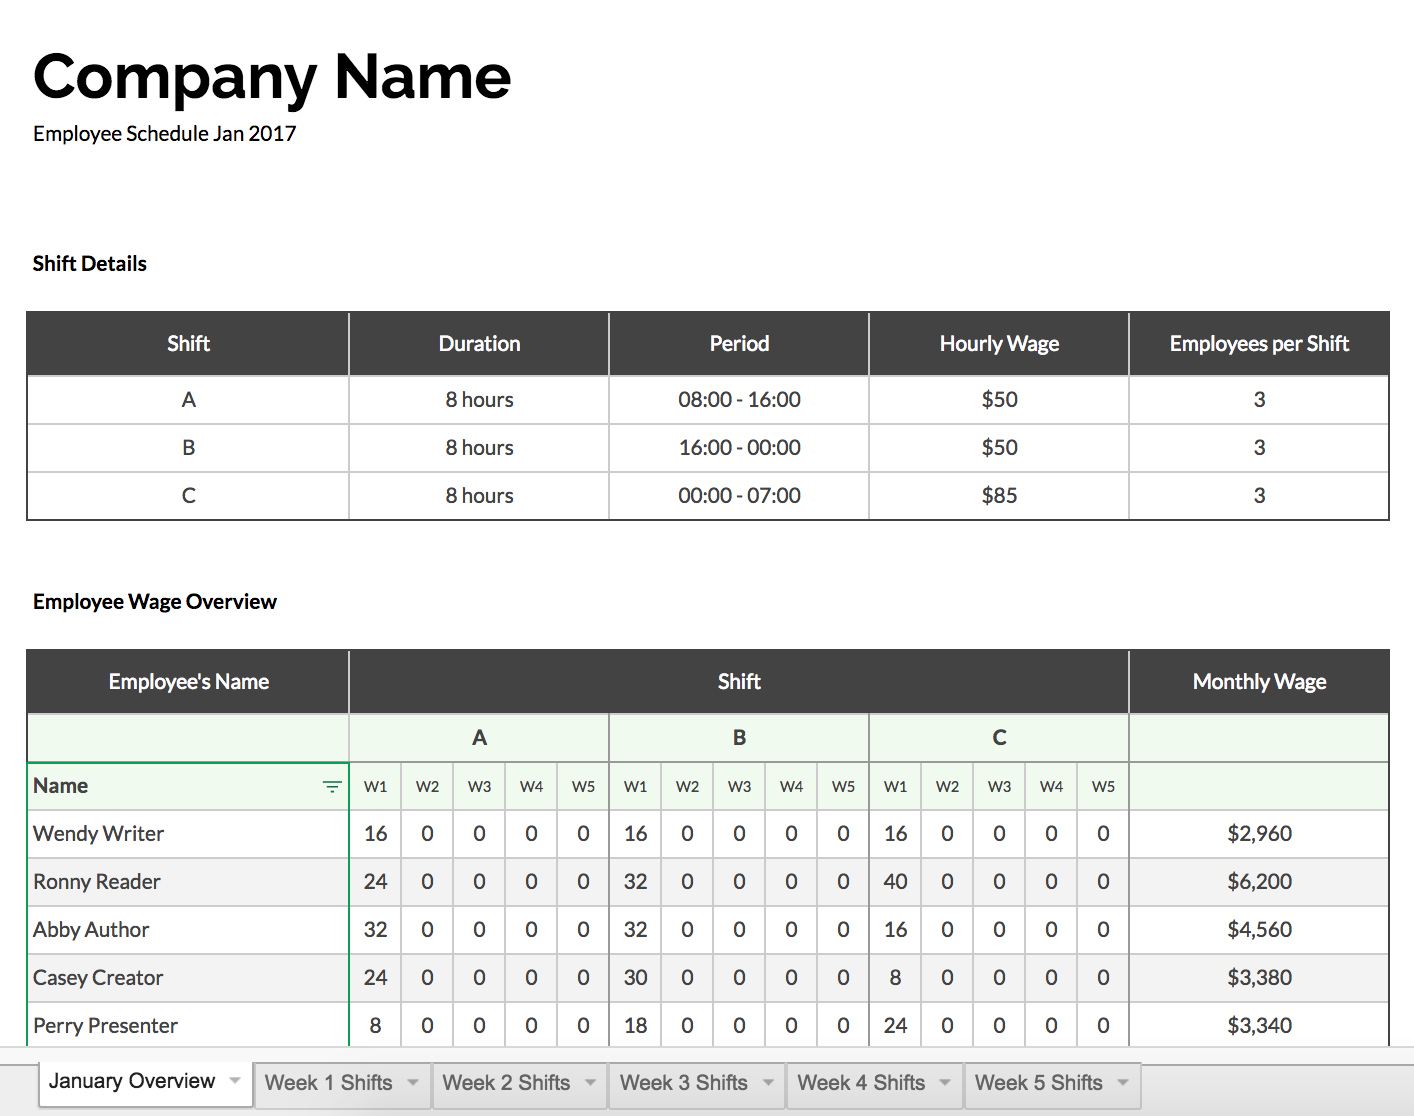 Company Name
Employee Schedule Jan 2017
Shift Details
Shift Duration Period Hourly Wage Employees per Shift
A 8 hours 08:00 - 16:00 $50 3
B 8 hours 16:00 - 00:00 $50 3
C 8 hours 00:00 - 07:00 $85 3
Employee Wage Overview
Employee's Name Shift Monthly Wage
A B C
Name W1 W2 W3 W4 W5 W1 W2 W3 W4 W5 W1 W2 W3 W4 W5
Wendy Writer 16 0 0 0 0 16 0 0 0 0 16 0 0 0 0 $2,960
Ronny Reader 24 0 0 0 0 32 0 0 0 0 40 0 0 0 0 $6,200
Abby Author 32 0 0 0 0 32 0 0 0 0 16 0 0 0 0 $4,560
Casey Creator 24 0 0 0 0 30 0 0 0 0 8 0 0 0 0 $3,380
Perry Presenter 8 0 0 0 0 18 0 0 0 0 24 0 0 0 0 $3,340
January Overview Week 1 Shifts Week 2 Shifts Week 3 Shifts Week 4 Shifts Week 5 Shifts